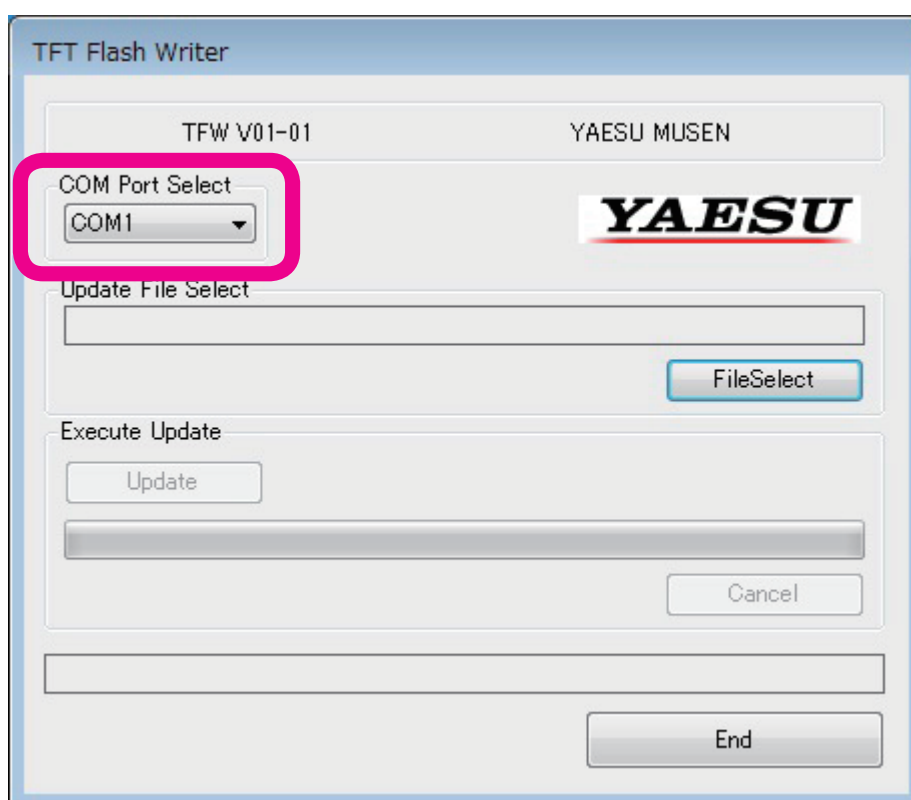 TFT Flash Writer
TFW V01-01 YAESU MUSEN
COM Port Select
COM1
YAESU
Update File Select
FileSelect
Execute Update
Update
Cancel
End